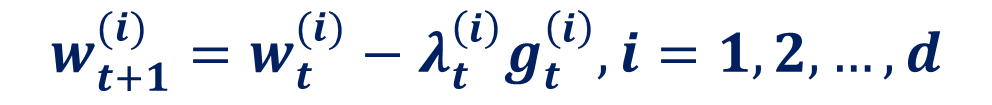 w_{t+1}^{(i)} = w_t^{(i)} − λ_t^{(i)} g_t^{(i)}, i = 1, 2, … , d